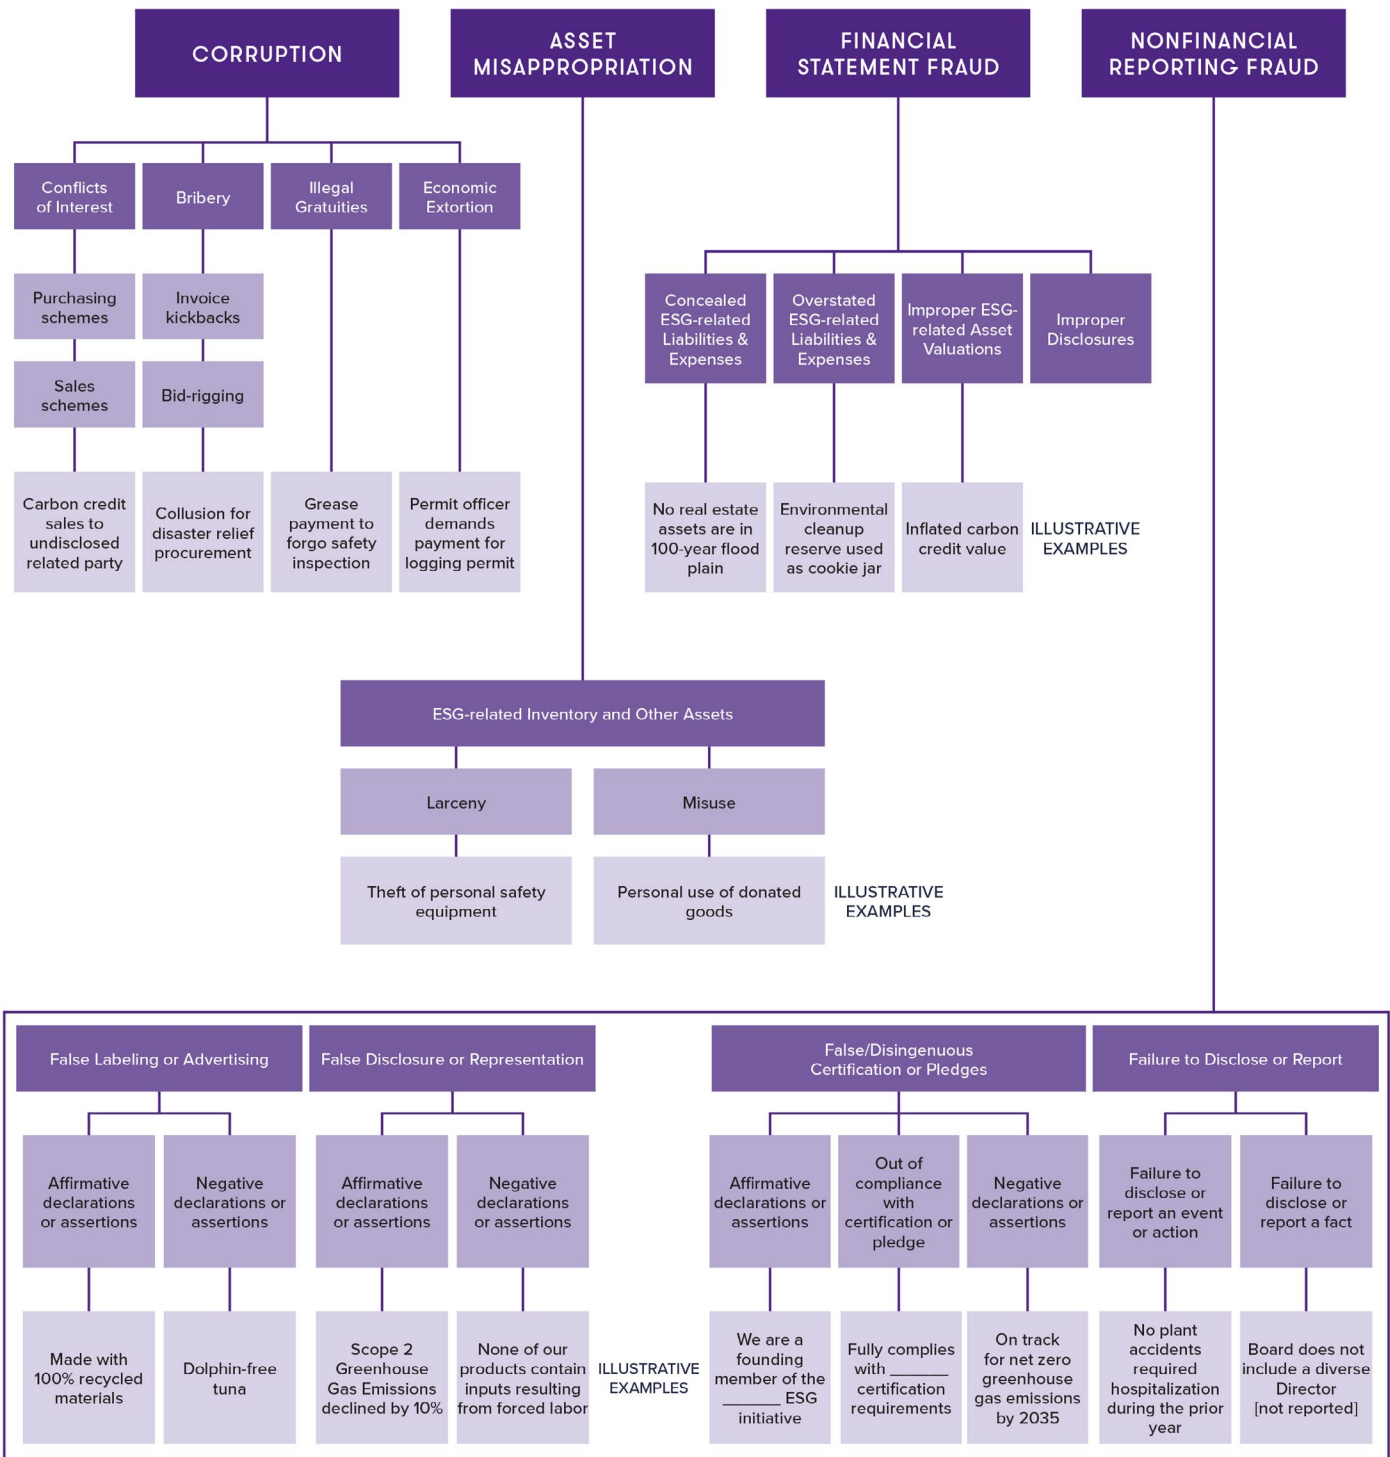 CORRUPTION
ASSET
MISAPPROPRIATION
FINANCIAL
STATEMENT FRAUD
NONFINANCIAL
REPORTING FRAUD
Conflicts
of Interest
Bribery
Illegal
Gratuities
Economic
Extortion
Purchasing
schemes
Invoice
kickbacks
Sales
schemes
Bid-rigging
Carbon credit
sales to
undisclosed
related party
Collusion for
disaster relief
procurement
Grease
payment to
forgo safety
inspection
Permit officer
demands
payment for
logging permit
Concealed
ESG-related
Liabilities &
Expenses
Overstated
ESG-related
Liabilities &
Expenses
Improper ESG-
related Asset
Valuations
Improper
Disclosures
No real estate
assets are in
100-year flood
plain
Environmental
cleanup
reserve used
as cookie jar
Inflated carbon
credit value
ILLUSTRATIVE
EXAMPLES
ESG-related Inventory and Other Assets
Larceny
Misuse
Theft of personal safety
equipment
Personal use of donated
goods
ILLUSTRATIVE
EXAMPLES
False Labeling or Advertising
False Disclosure or Representation
False/Disingenuous
Certification or Pledges
Failure to Disclose or Report
Affirmative
declarations
or assertions
Negative
declarations or
assertions
Affirmative
declarations
or assertions
Negative
declarations
or assertions
Affirmative
declarations or
assertions
Out of
compliance
with
certification or
pledge
Negative
declarations or
assertions
Failure to
disclose or
report an event
or action
Failure to
disclose or
report a fact
Made with
100% recycled
materials
Dolphin-free
tuna
Scope 2
Greenhouse
Gas Emissions
declined by 10%
None of our
products contain
inputs resulting
from forced labor
ILLUSTRATIVE
EXAMPLES
We are a
founding
member of the
______ ESG
initiative
Fully complies
with ______
certification
requirements
On track
for net zero
greenhouse
gas emissions
by 2035
No plant
accidents
required
hospitalization
during the prior
year
Board does not
include a diverse
Director
[not reported]